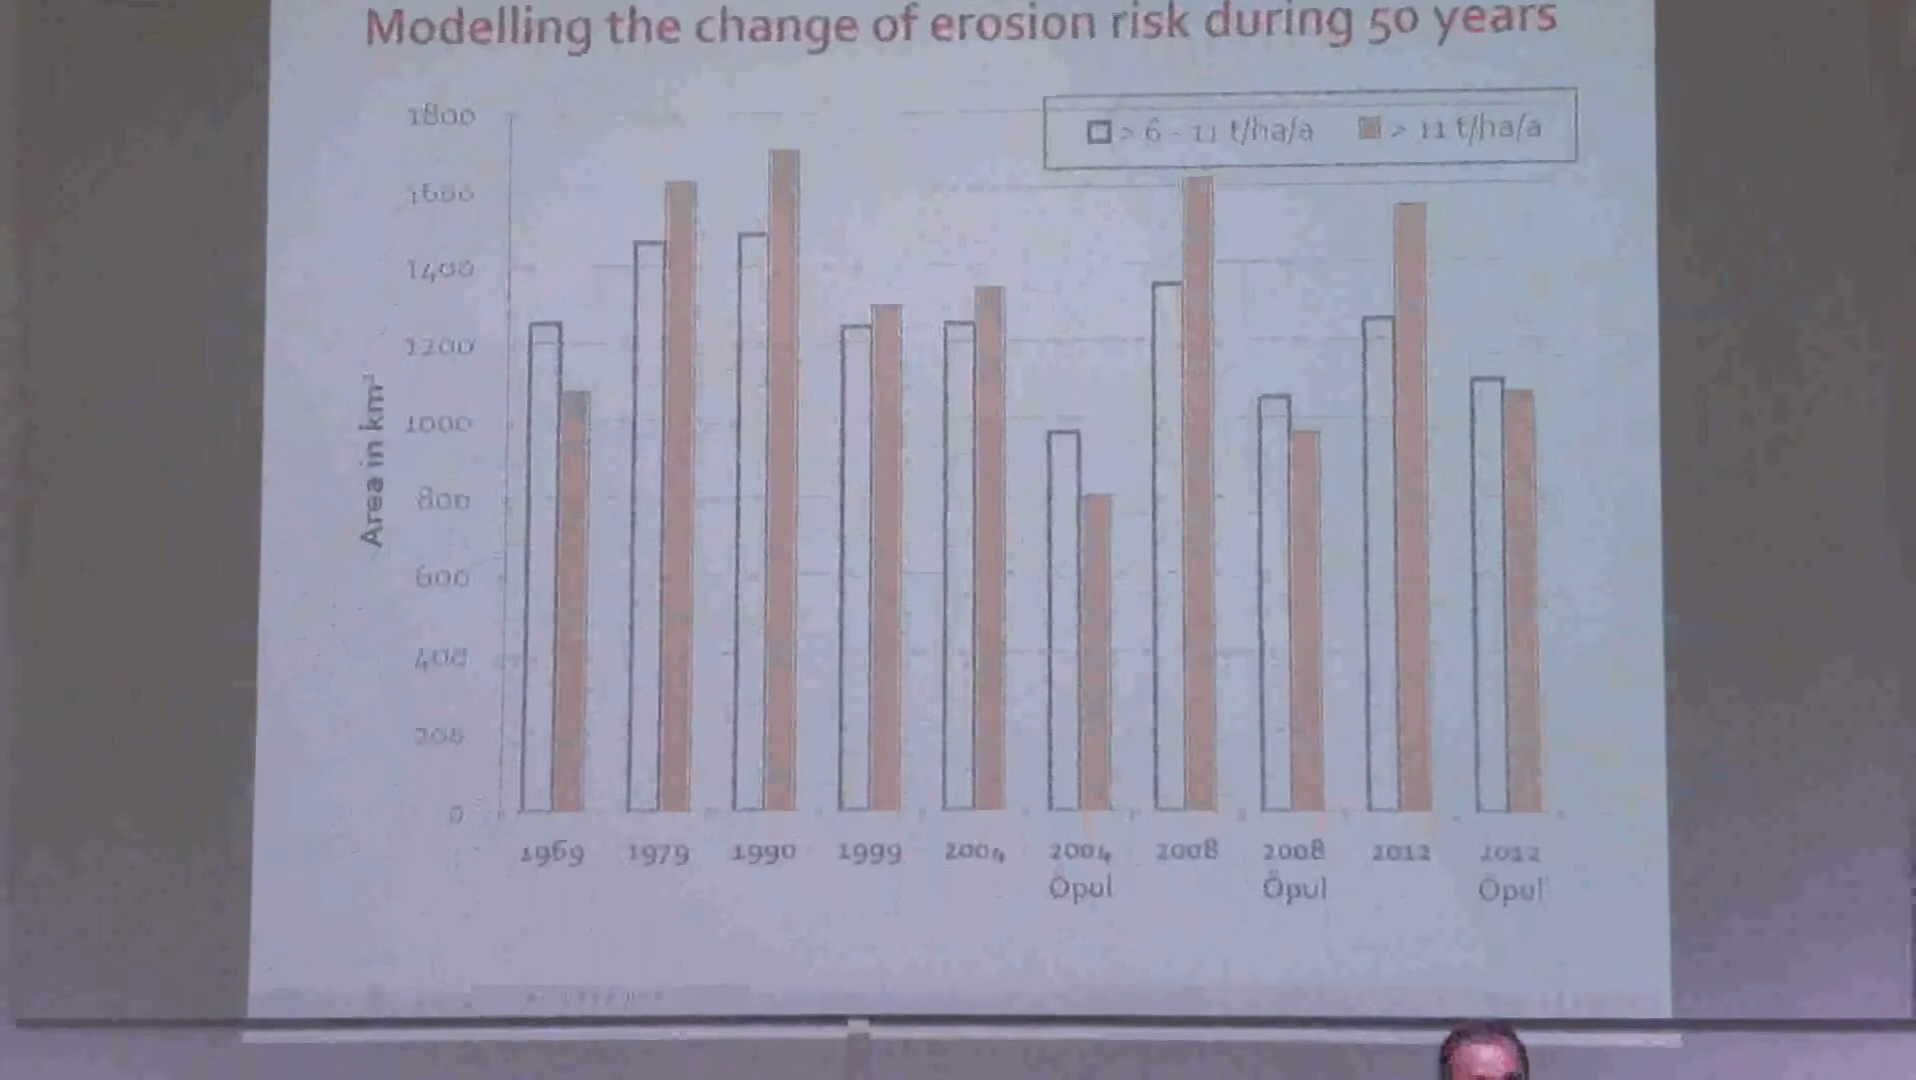 Modelling the change of erosion risk during 50 years
> 6 - 11 t/ha/a
> 11 t/ha/a
Area in km²
1800
1600
1400
1200
1000
800
600
400
200
0
1969
1979
1990
1999
2004
2004 Öpul
2008
2008 Öpul
2012
2012 Öpul